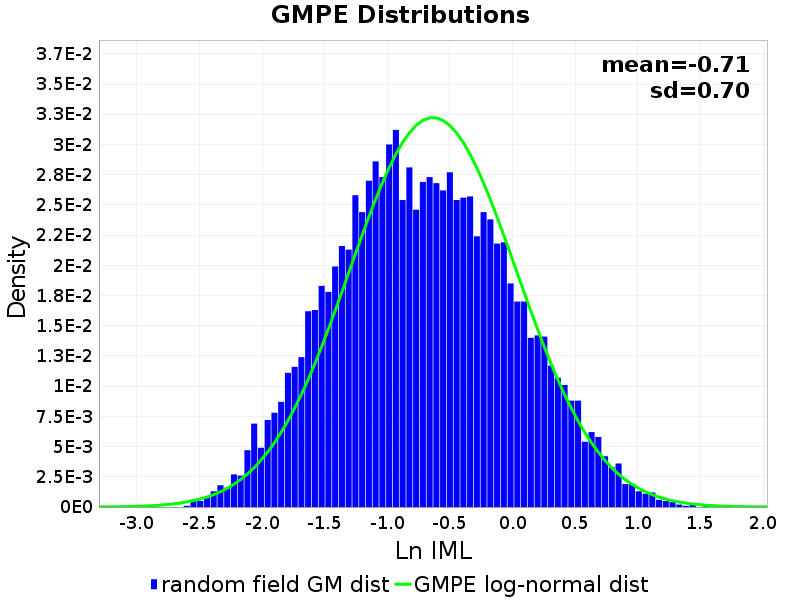 GMPE Distributions
mean=-0.71
sd=0.70
3.7E-2
3.5E-2
3.3E-2
3E-2
2.8E-2
2.5E-2
2.2E-2
2E-2
1.8E-2
1.5E-2
1.3E-2
1E-2
7.5E-3
5E-3
2.5E-3
0E0
Density
-3.0 -2.5 -2.0 -1.5 -1.0 -0.5 0.0 0.5 1.0 1.5 2.0
Ln IML
random field GM dist GMPE log-normal dist